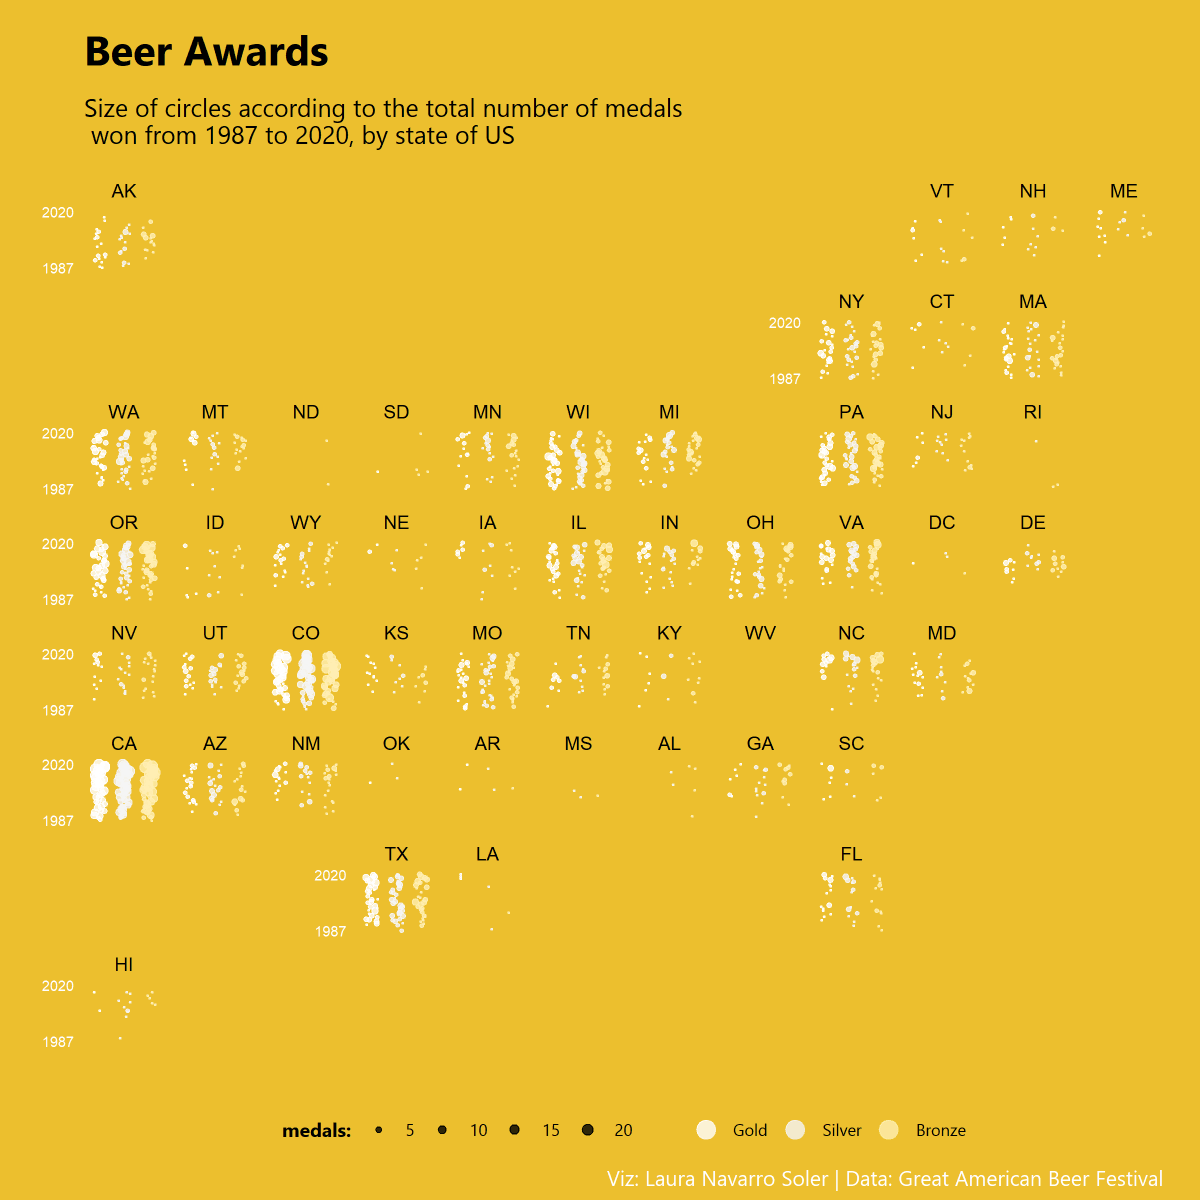 Beer Awards
Size of circles according to the total number of medals
won from 1987 to 2020, by state of US
AK VT NH ME
2020
1987
NY CT MA
2020
1987
WA MT ND SD MN WI MI PA NJ RI
2020
1987
OR ID WY NE IA IL IN OH VA DC DE
2020
1987
NV UT CO KS MO TN KY WV NC MD
2020
1987
CA AZ NM OK AR MS AL GA SC
2020
1987
TX LA FL
2020
1987
HI
2020
1987
medals: 5 10 15 20 Gold Silver Bronze
Viz: Laura Navarro Soler | Data: Great American Beer Festival